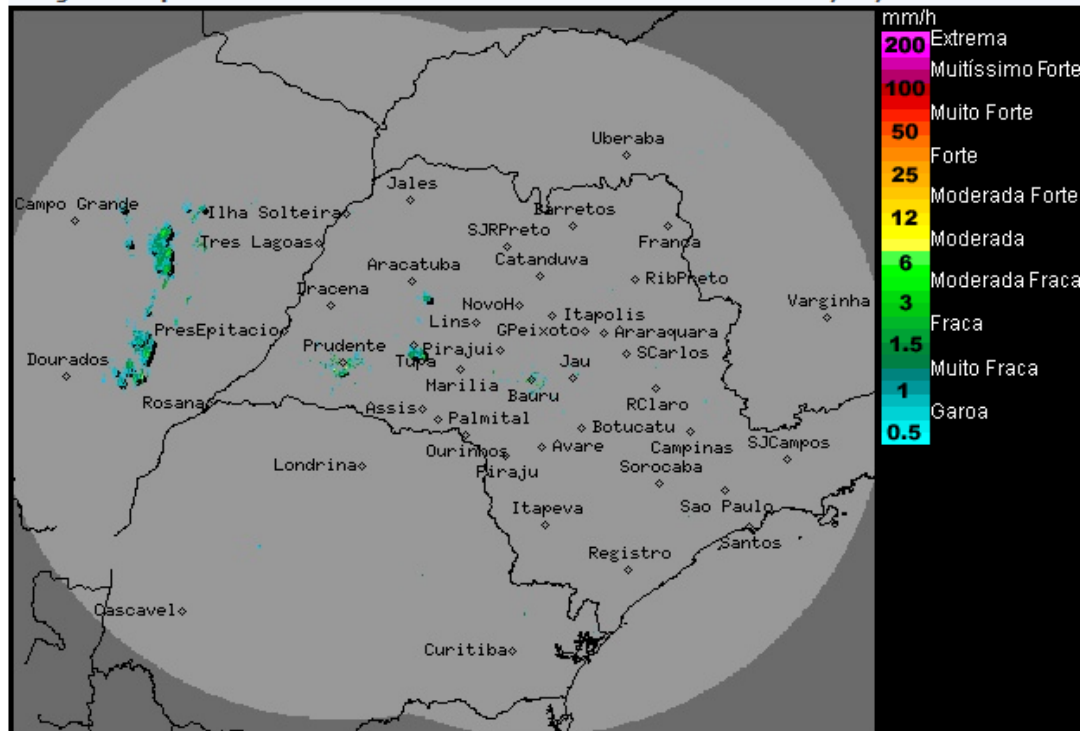 mm/h
200 Extrema
Muitíssimo Forte
100
Muito Forte
50
Forte
25
Moderada Forte
12
Moderada
6
Moderada Fraca
3
Fraca
1.5
Muito Fraca
1
Garoa
0.5
Uberaba
Jales
Campo Grande
Ilha Solteira
Barretos
Tres Lagoas
SJRPreto
Franca
Catanduva
Aracatuba
RibPreto
Dracena
NovoH
Itapolis
Varginha
Lins
GPeixoto
Araraquara
PresEpitacio
Prudente
Pirajui
SCarlos
Dourados
Tupa
Jau
Marilia
Bauru
Rosana
Assis
RClaro
Palmital
Botucatu
Ourinhos
Avare
Campinas
SJCampos
Londrina
Piraju
Sorocaba
Itapeva
Sao Paulo
Santos
Registro
Cascavel
Curitiba